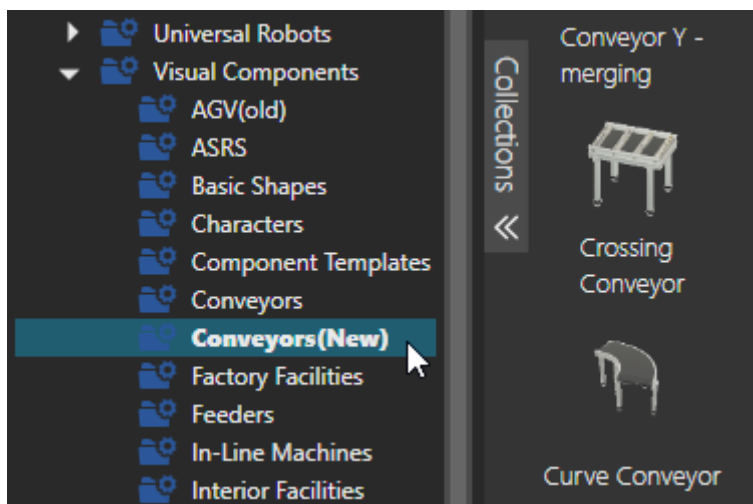 Universal Robots
Visual Components
AGV(old)
ASRS
Basic Shapes
Characters
Component Templates
Conveyors
Conveyors(New)
Factory Facilities
Feeders
In-Line Machines
Interior Facilities
Collections
Conveyor Y -
merging
Crossing
Conveyor
Curve Conveyor